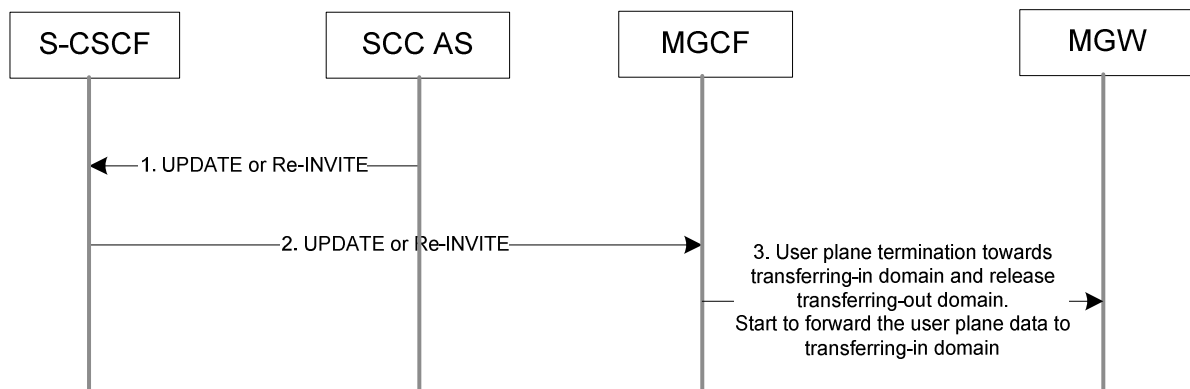 S-CSCF
SCC AS
MGCF
MGW
1. UPDATE or Re-INVITE
2. UPDATE or Re-INVITE
3. User plane termination towards
transferring-in domain and release
transferring-out domain.
Start to forward the user plane data to
transferring-in domain